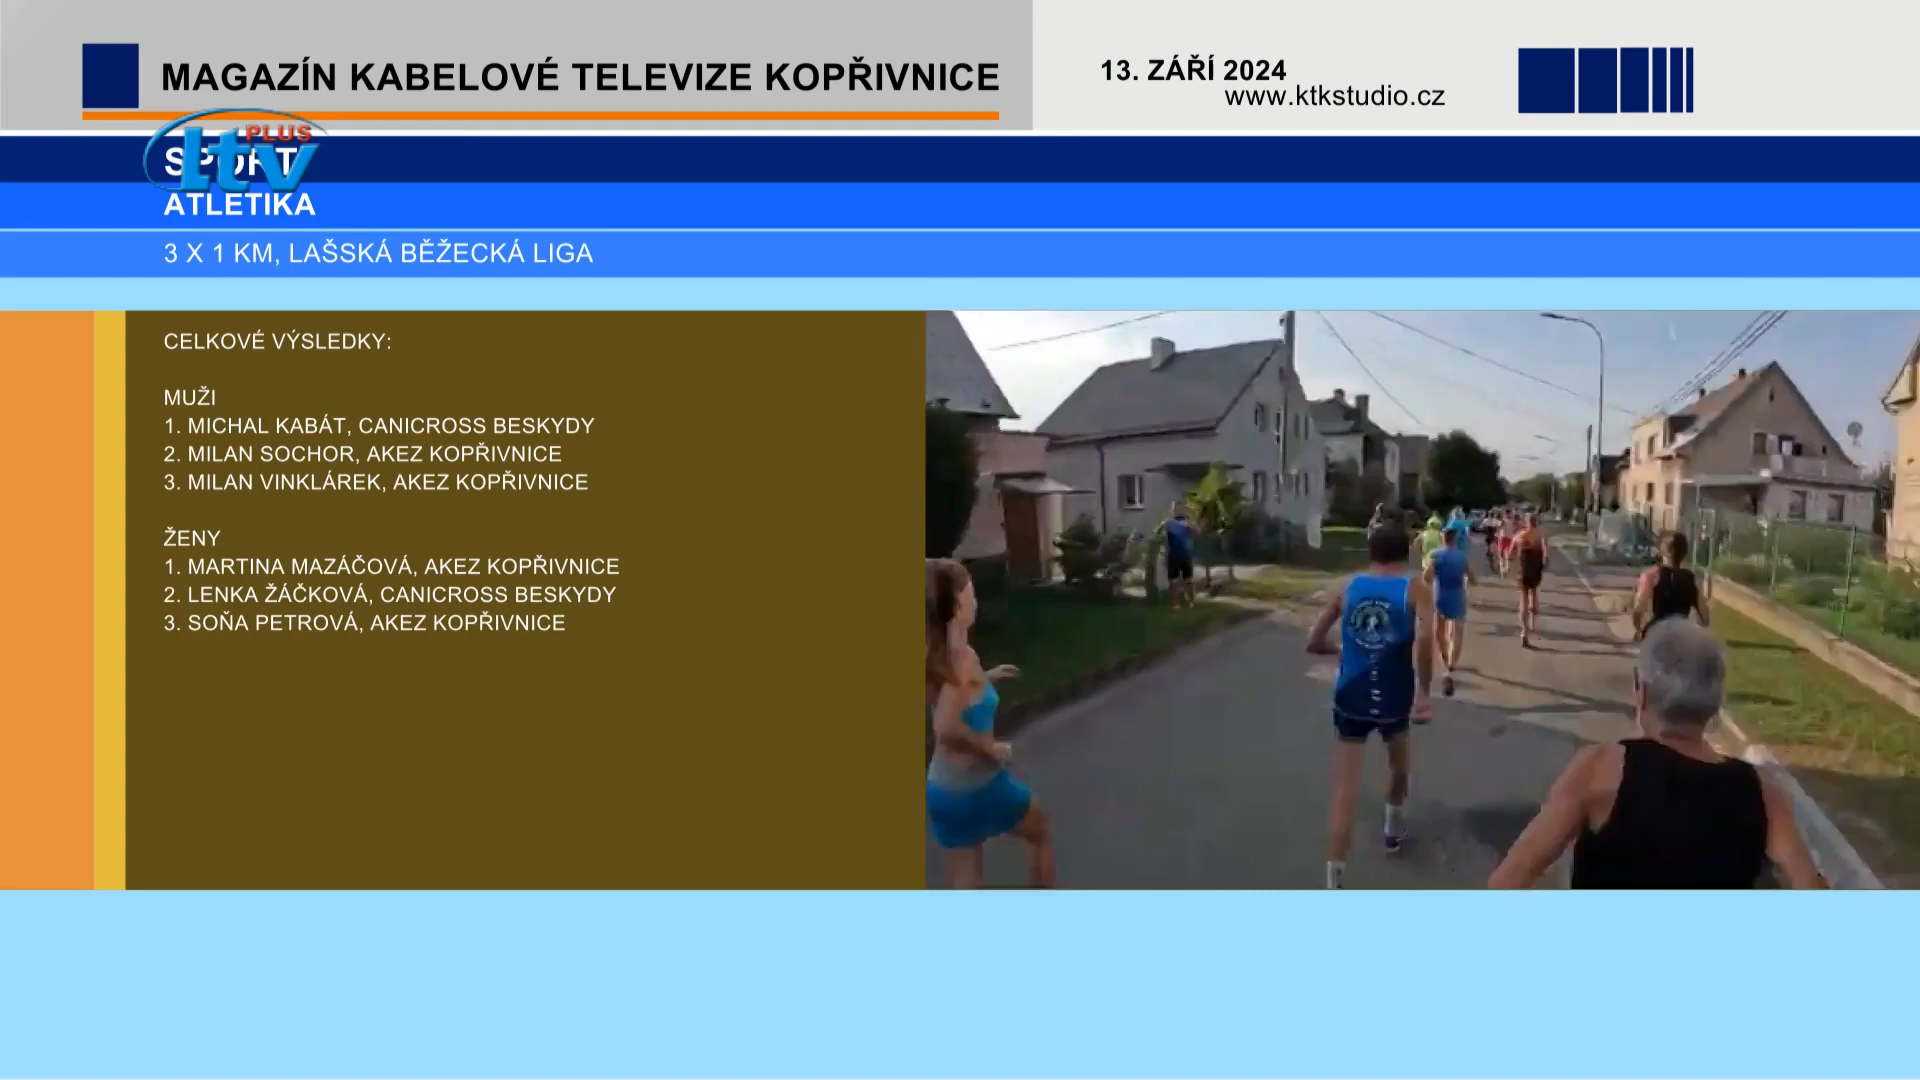 MAGAZÍN KABELOVÉ TELEVIZE KOPŘIVNICE
13. ZÁŘÍ 2024
www.ktkstudio.cz
PLUS
ltv
SPORT
ATLETIKA
3 X 1 KM, LAŠSKÁ BĚŽECKÁ LIGA
CELKOVÉ VÝSLEDKY:
MUŽI
1. MICHAL KABÁT, CANICROSS BESKYDY
2. MILAN SOCHOR, AKEZ KOPŘIVNICE
3. MILAN VINKLÁREK, AKEZ KOPŘIVNICE
ŽENY
1. MARTINA MAZÁČOVÁ, AKEZ KOPŘIVNICE
2. LENKA ŽÁČKOVÁ, CANICROSS BESKYDY
3. SOŇA PETROVÁ, AKEZ KOPŘIVNICE